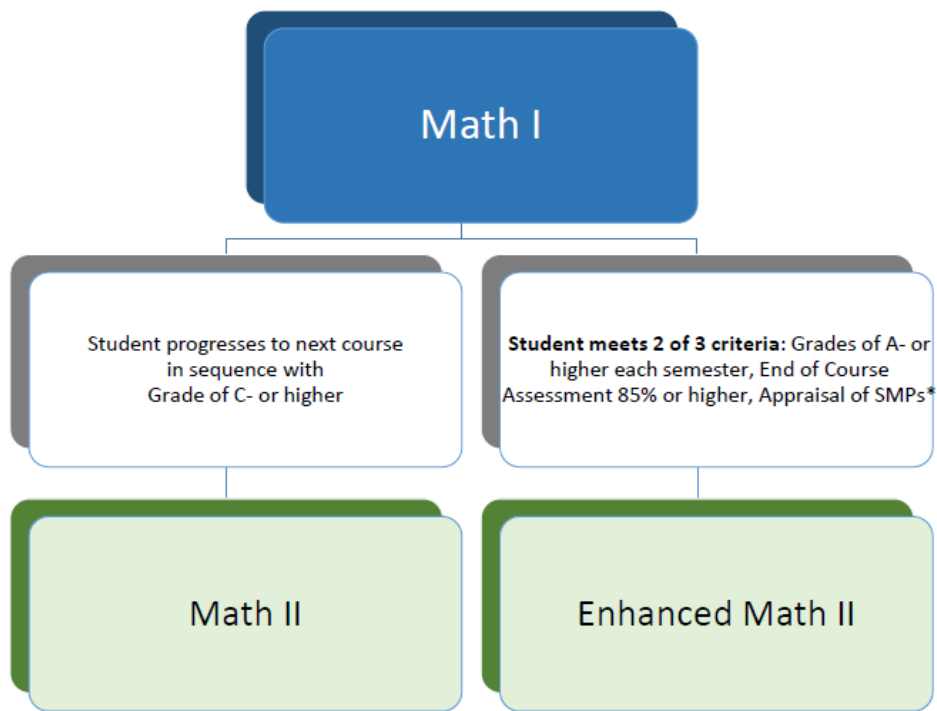 Math I
Student progresses to next course
in sequence with
Grade of C- or higher
Student meets 2 of 3 criteria: Grades of A- or
higher each semester, End of Course
Assessment 85% or higher, Appraisal of SMPs*
Math II
Enhanced Math II